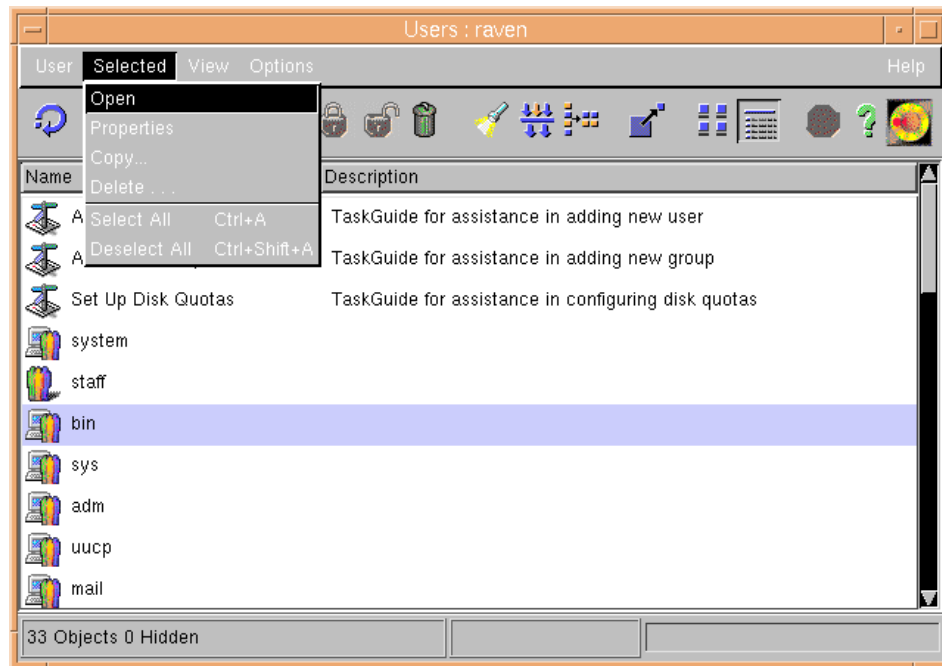 Users : raven
User Selected View Options Help
Open
Properties
Copy...
Delete . . .
Select All Ctrl+A
Deselect All Ctrl+Shift+A
Name Description
A TaskGuide for assistance in adding new user
A TaskGuide for assistance in adding new group
Set Up Disk Quotas TaskGuide for assistance in configuring disk quotas
system
staff
bin
sys
adm
uucp
mail
33 Objects 0 Hidden